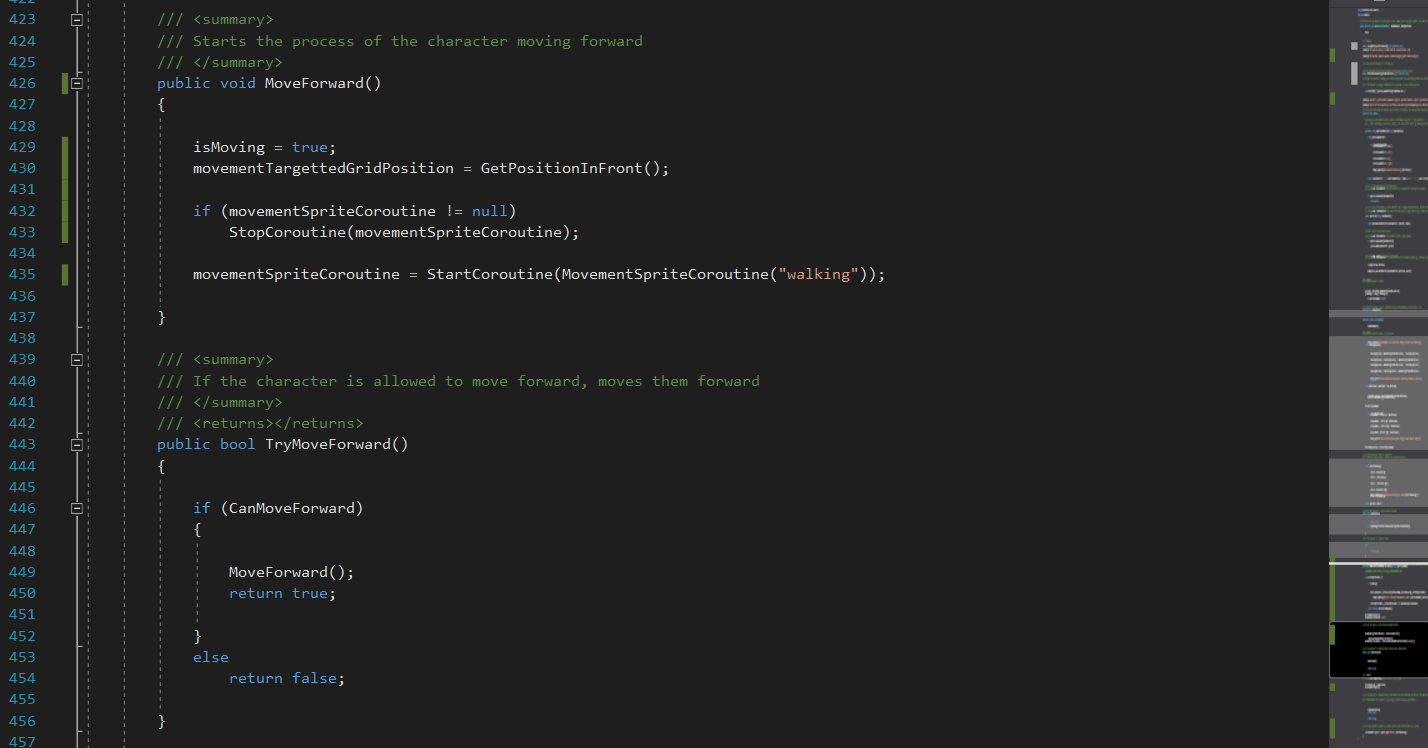 423 /// <summary>
424 /// Starts the process of the character moving forward
425 /// </summary>
426 public void MoveForward()
427 {
428
429 isMoving = true;
430 movementTargettedGridPosition = GetPositionInFront();
431
432 if (movementSpriteCoroutine != null)
433 StopCoroutine(movementSpriteCoroutine);
434
435 movementSpriteCoroutine = StartCoroutine(MovementSpriteCoroutine("walking"));
436
437 }
438
439 /// <summary>
440 /// If the character is allowed to move forward, moves them forward
441 /// </summary>
442 /// <returns></returns>
443 public bool TryMoveForward()
444 {
445
446 if (CanMoveForward)
447 {
448
449 MoveForward();
450 return true;
451
452 }
453 else
454 return false;
455
456 }
457